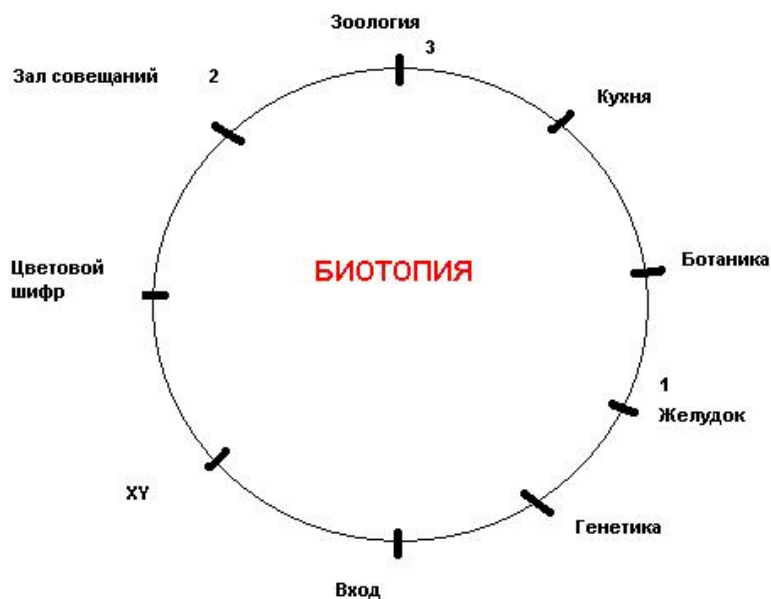 Зоология
3
Зал совещаний 2
Кухня
Ботаника
Цветовой
шифр
БИОТОПИЯ
1
Желудок
XY
Генетика
Вход